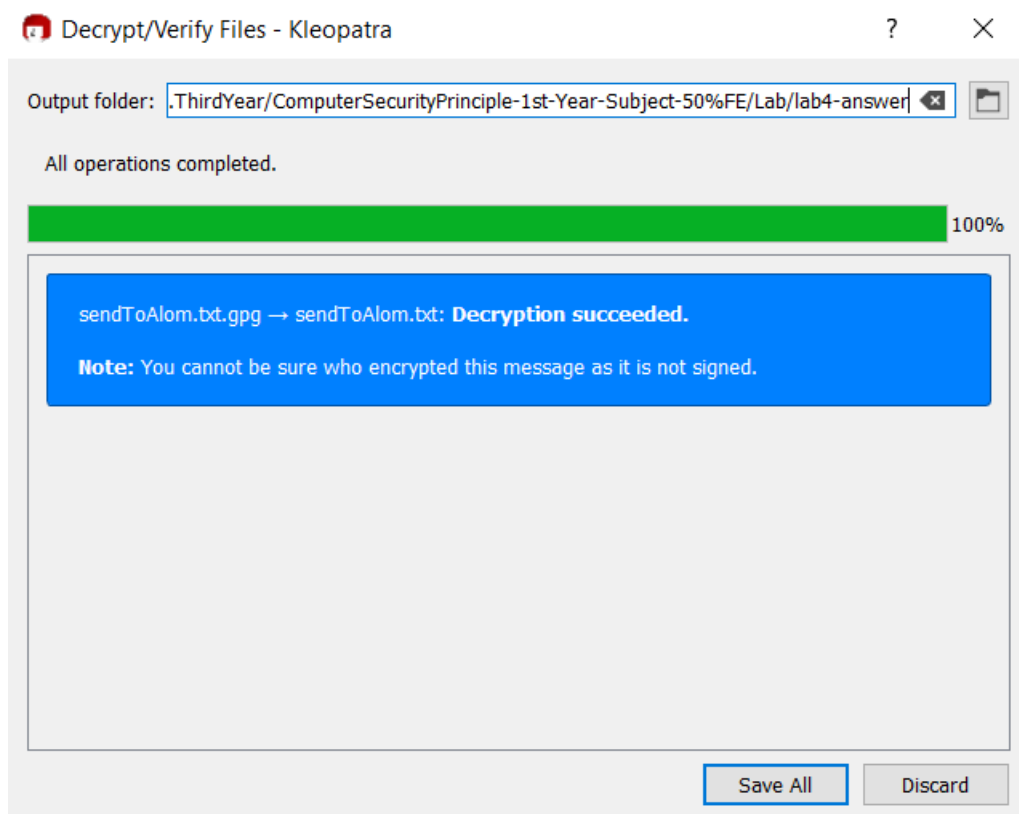 Decrypt/Verify Files - Kleopatra
?
Output folder: .ThirdYear/ComputerSecurityPrinciple-1st-Year-Subject-50%FE/Lab/lab4-answer
All operations completed.
100%
sendToAlom.txt.gpg → sendToAlom.txt: Decryption succeeded.
Note: You cannot be sure who encrypted this message as it is not signed.
Save All
Discard